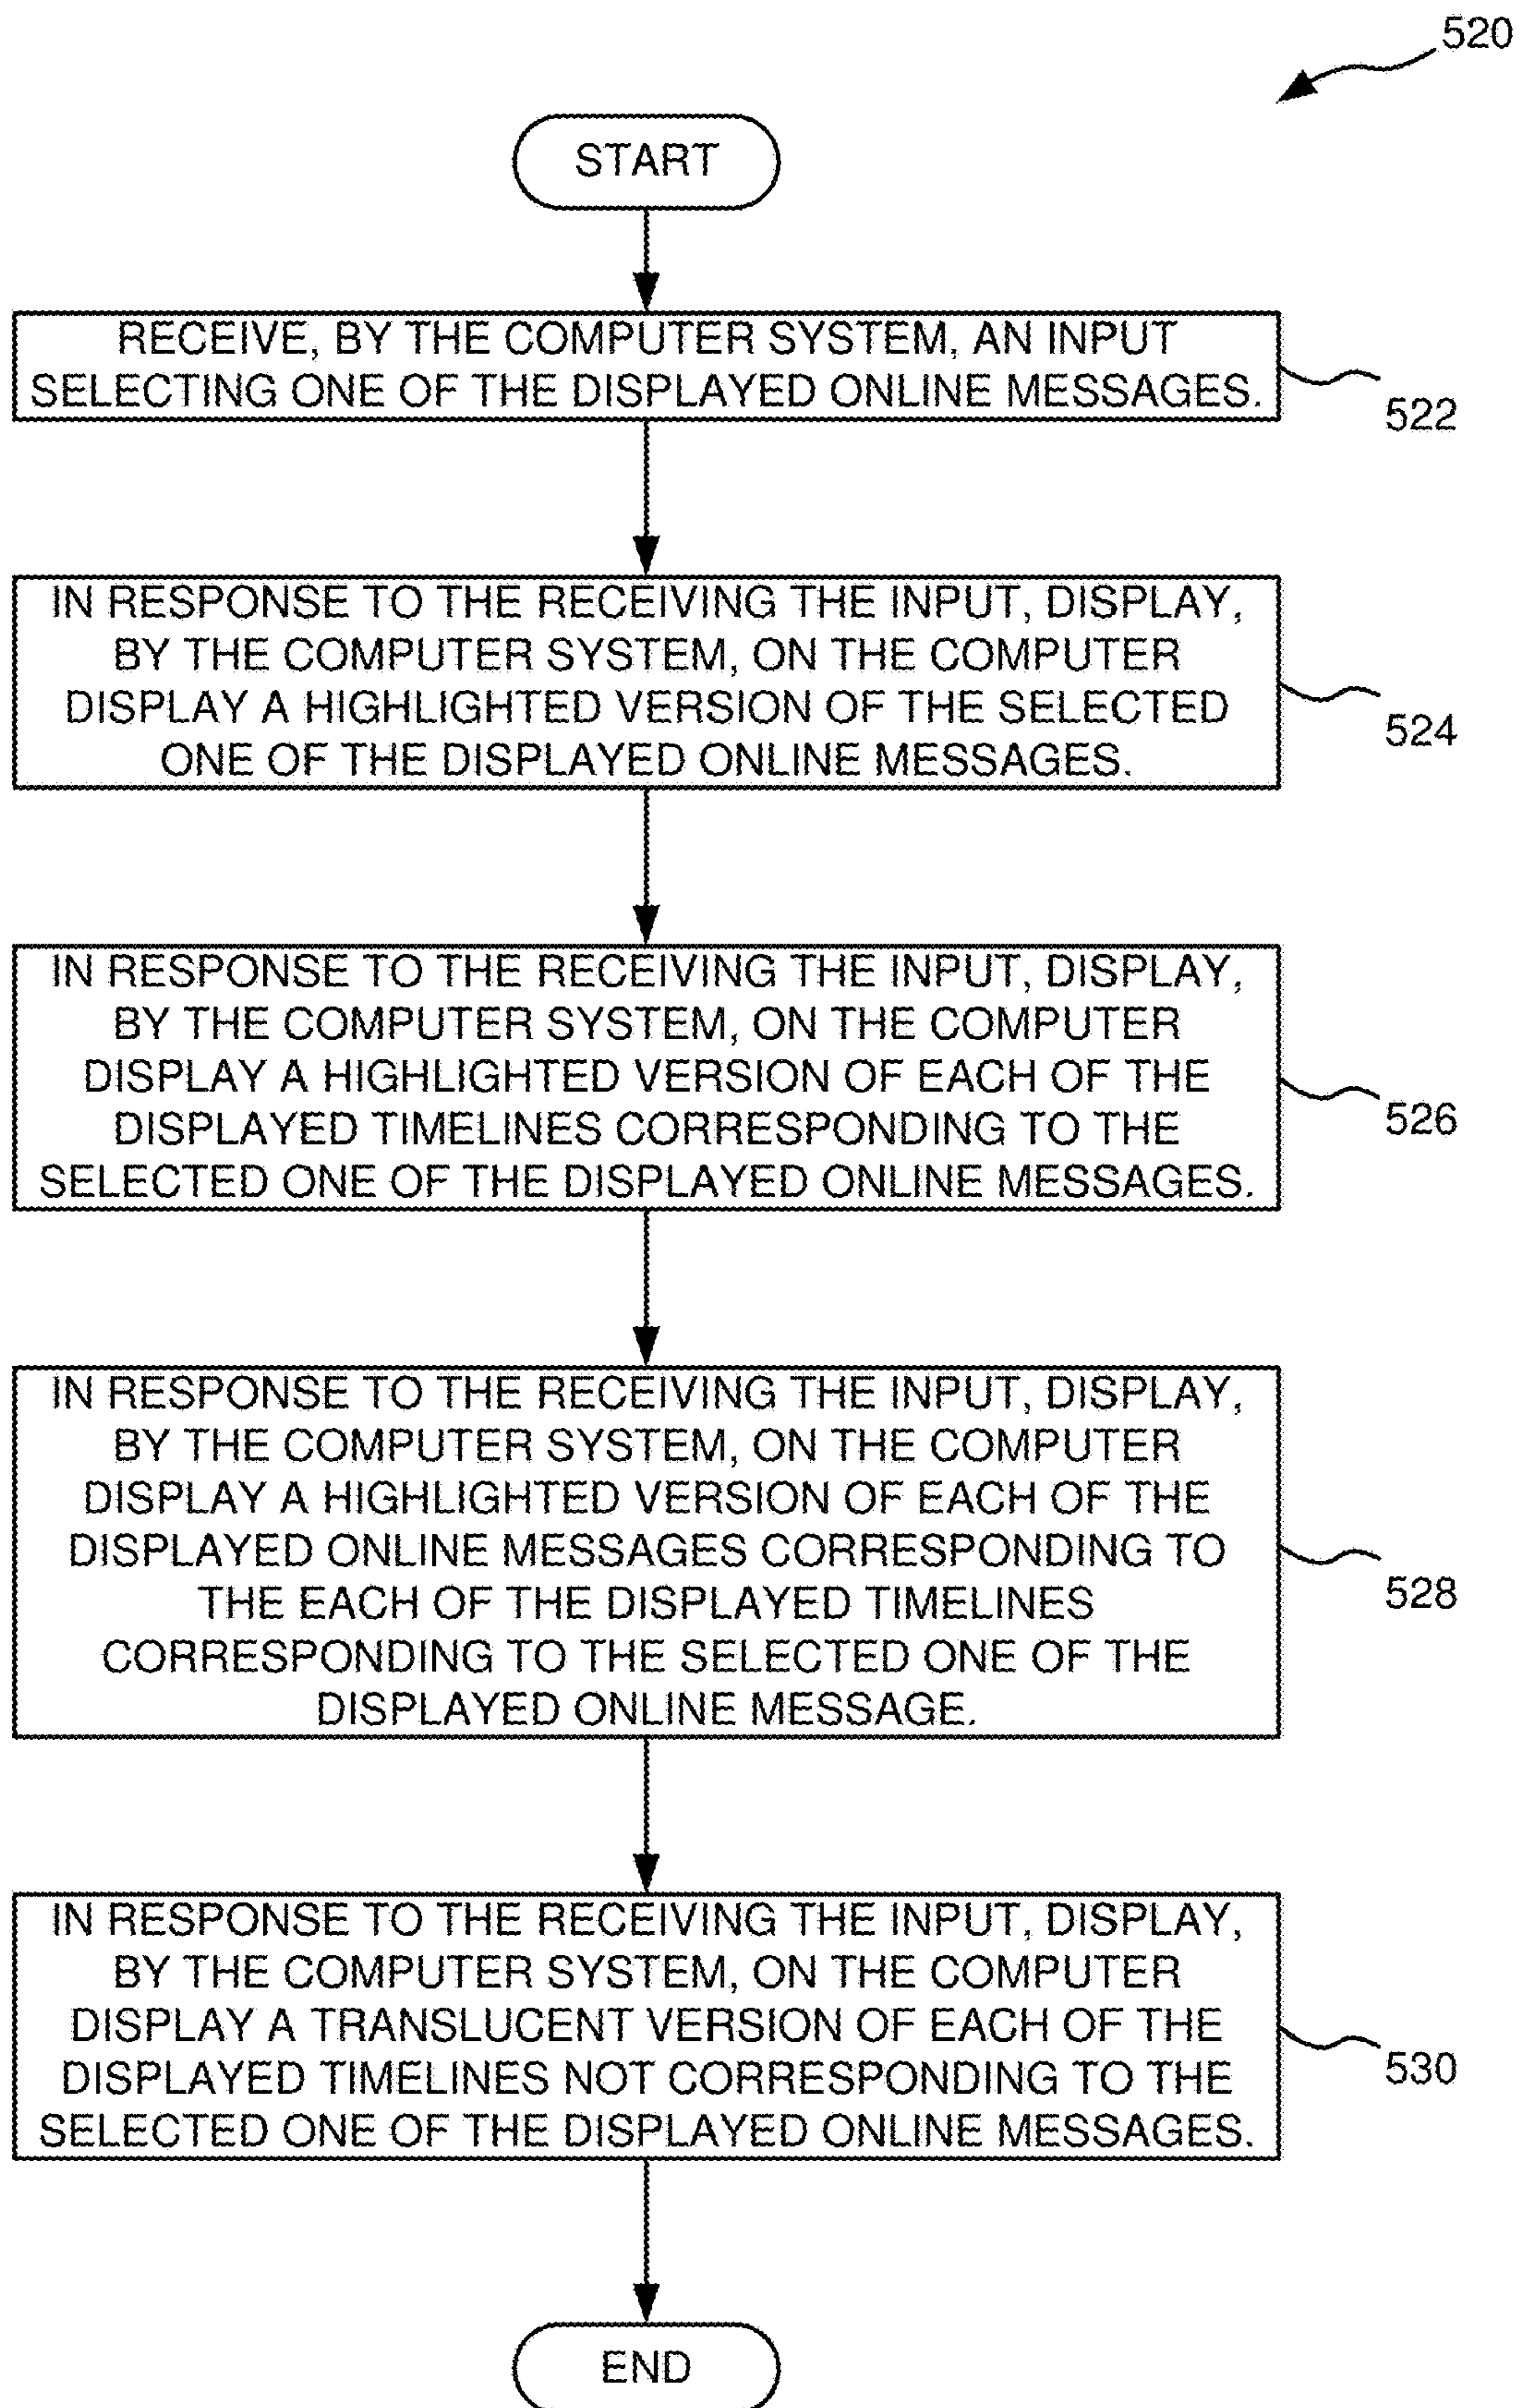 520
START
RECEIVE, BY THE COMPUTER SYSTEM, AN INPUT
SELECTING ONE OF THE DISPLAYED ONLINE MESSAGES.
522
IN RESPONSE TO THE RECEIVING THE INPUT, DISPLAY,
BY THE COMPUTER SYSTEM, ON THE COMPUTER
DISPLAY A HIGHLIGHTED VERSION OF THE SELECTED
ONE OF THE DISPLAYED ONLINE MESSAGES.
524
IN RESPONSE TO THE RECEIVING THE INPUT, DISPLAY,
BY THE COMPUTER SYSTEM, ON THE COMPUTER
DISPLAY A HIGHLIGHTED VERSION OF EACH OF THE
DISPLAYED TIMELINES CORRESPONDING TO THE
SELECTED ONE OF THE DISPLAYED ONLINE MESSAGES.
526
IN RESPONSE TO THE RECEIVING THE INPUT, DISPLAY,
BY THE COMPUTER SYSTEM, ON THE COMPUTER
DISPLAY A HIGHLIGHTED VERSION OF EACH OF THE
DISPLAYED ONLINE MESSAGES CORRESPONDING TO
THE EACH OF THE DISPLAYED TIMELINES
CORRESPONDING TO THE SELECTED ONE OF THE
DISPLAYED ONLINE MESSAGE.
528
IN RESPONSE TO THE RECEIVING THE INPUT, DISPLAY,
BY THE COMPUTER SYSTEM, ON THE COMPUTER
DISPLAY A TRANSLUCENT VERSION OF EACH OF THE
DISPLAYED TIMELINES NOT CORRESPONDING TO THE
SELECTED ONE OF THE DISPLAYED ONLINE MESSAGES.
530
END